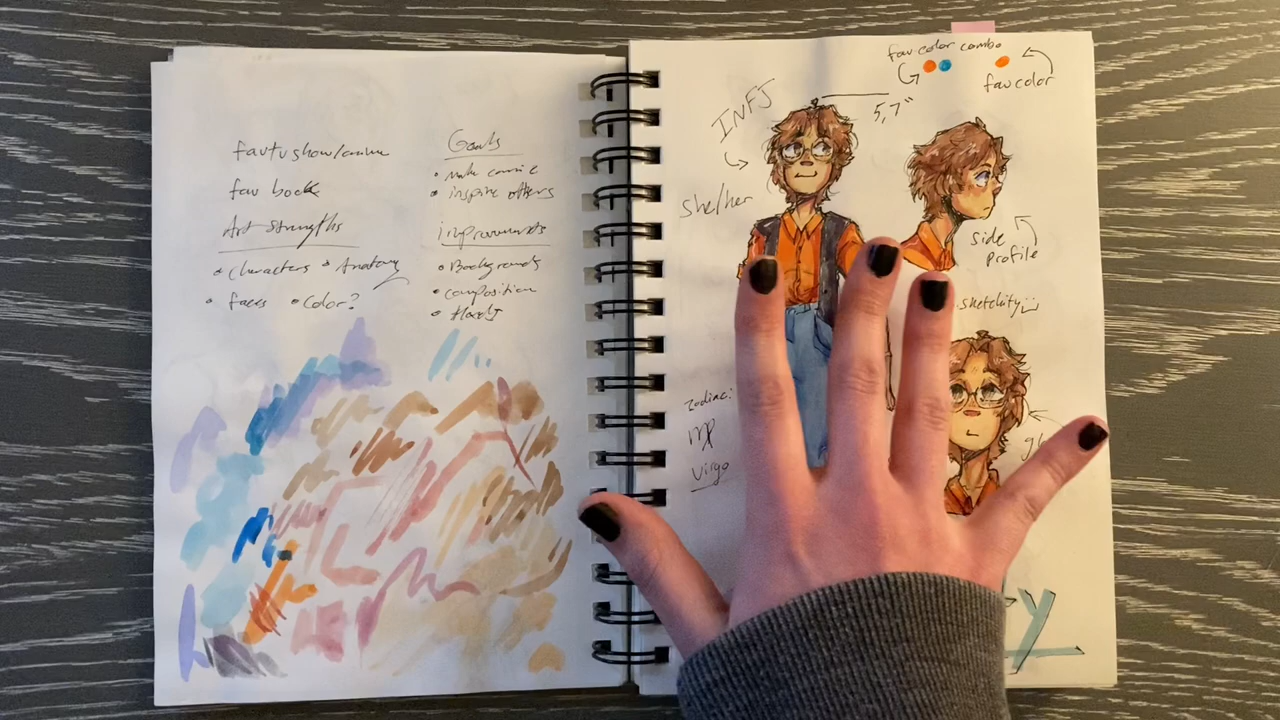 fav tv show/anime
fav book
Art Strengths
• Characters • Anatomy
• faces • Color?
Goals
• make comic
• inspire others
improvements
• Backgrounds
• composition
• Hands
fav color combo
fav color
INFJ
5,7"
she/her
side
profile
sketchity
Zodiac:
♍
Virgo